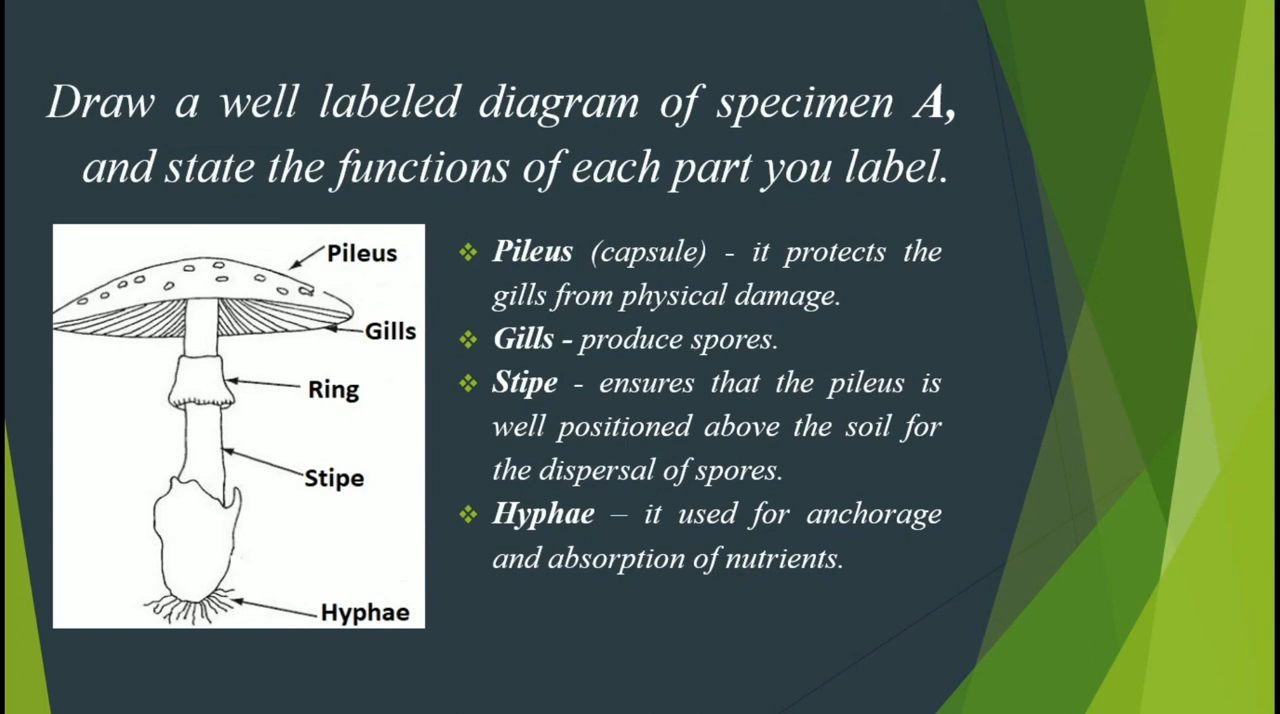 Draw a well labeled diagram of specimen A,
and state the functions of each part you label.
Pileus
Gills
Ring
Stipe
Hyphae
Pileus (capsule) - it protects the
gills from physical damage.
Gills - produce spores.
Stipe - ensures that the pileus is
well positioned above the soil for
the dispersal of spores.
Hyphae – it used for anchorage
and absorption of nutrients.